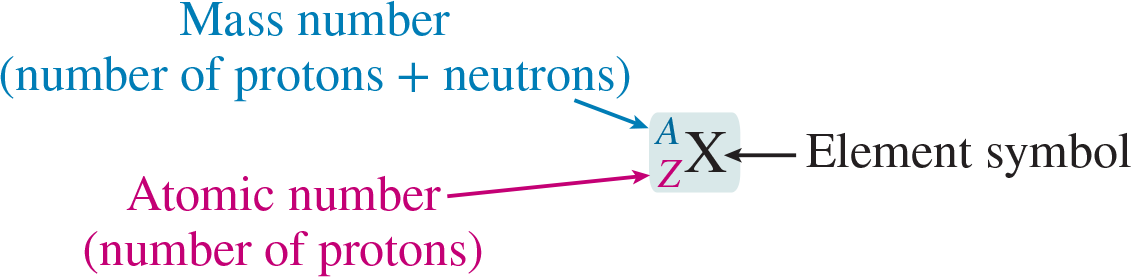 Mass number
(number of protons + neutrons)
A
Z
X
Element symbol
Atomic number
(number of protons)